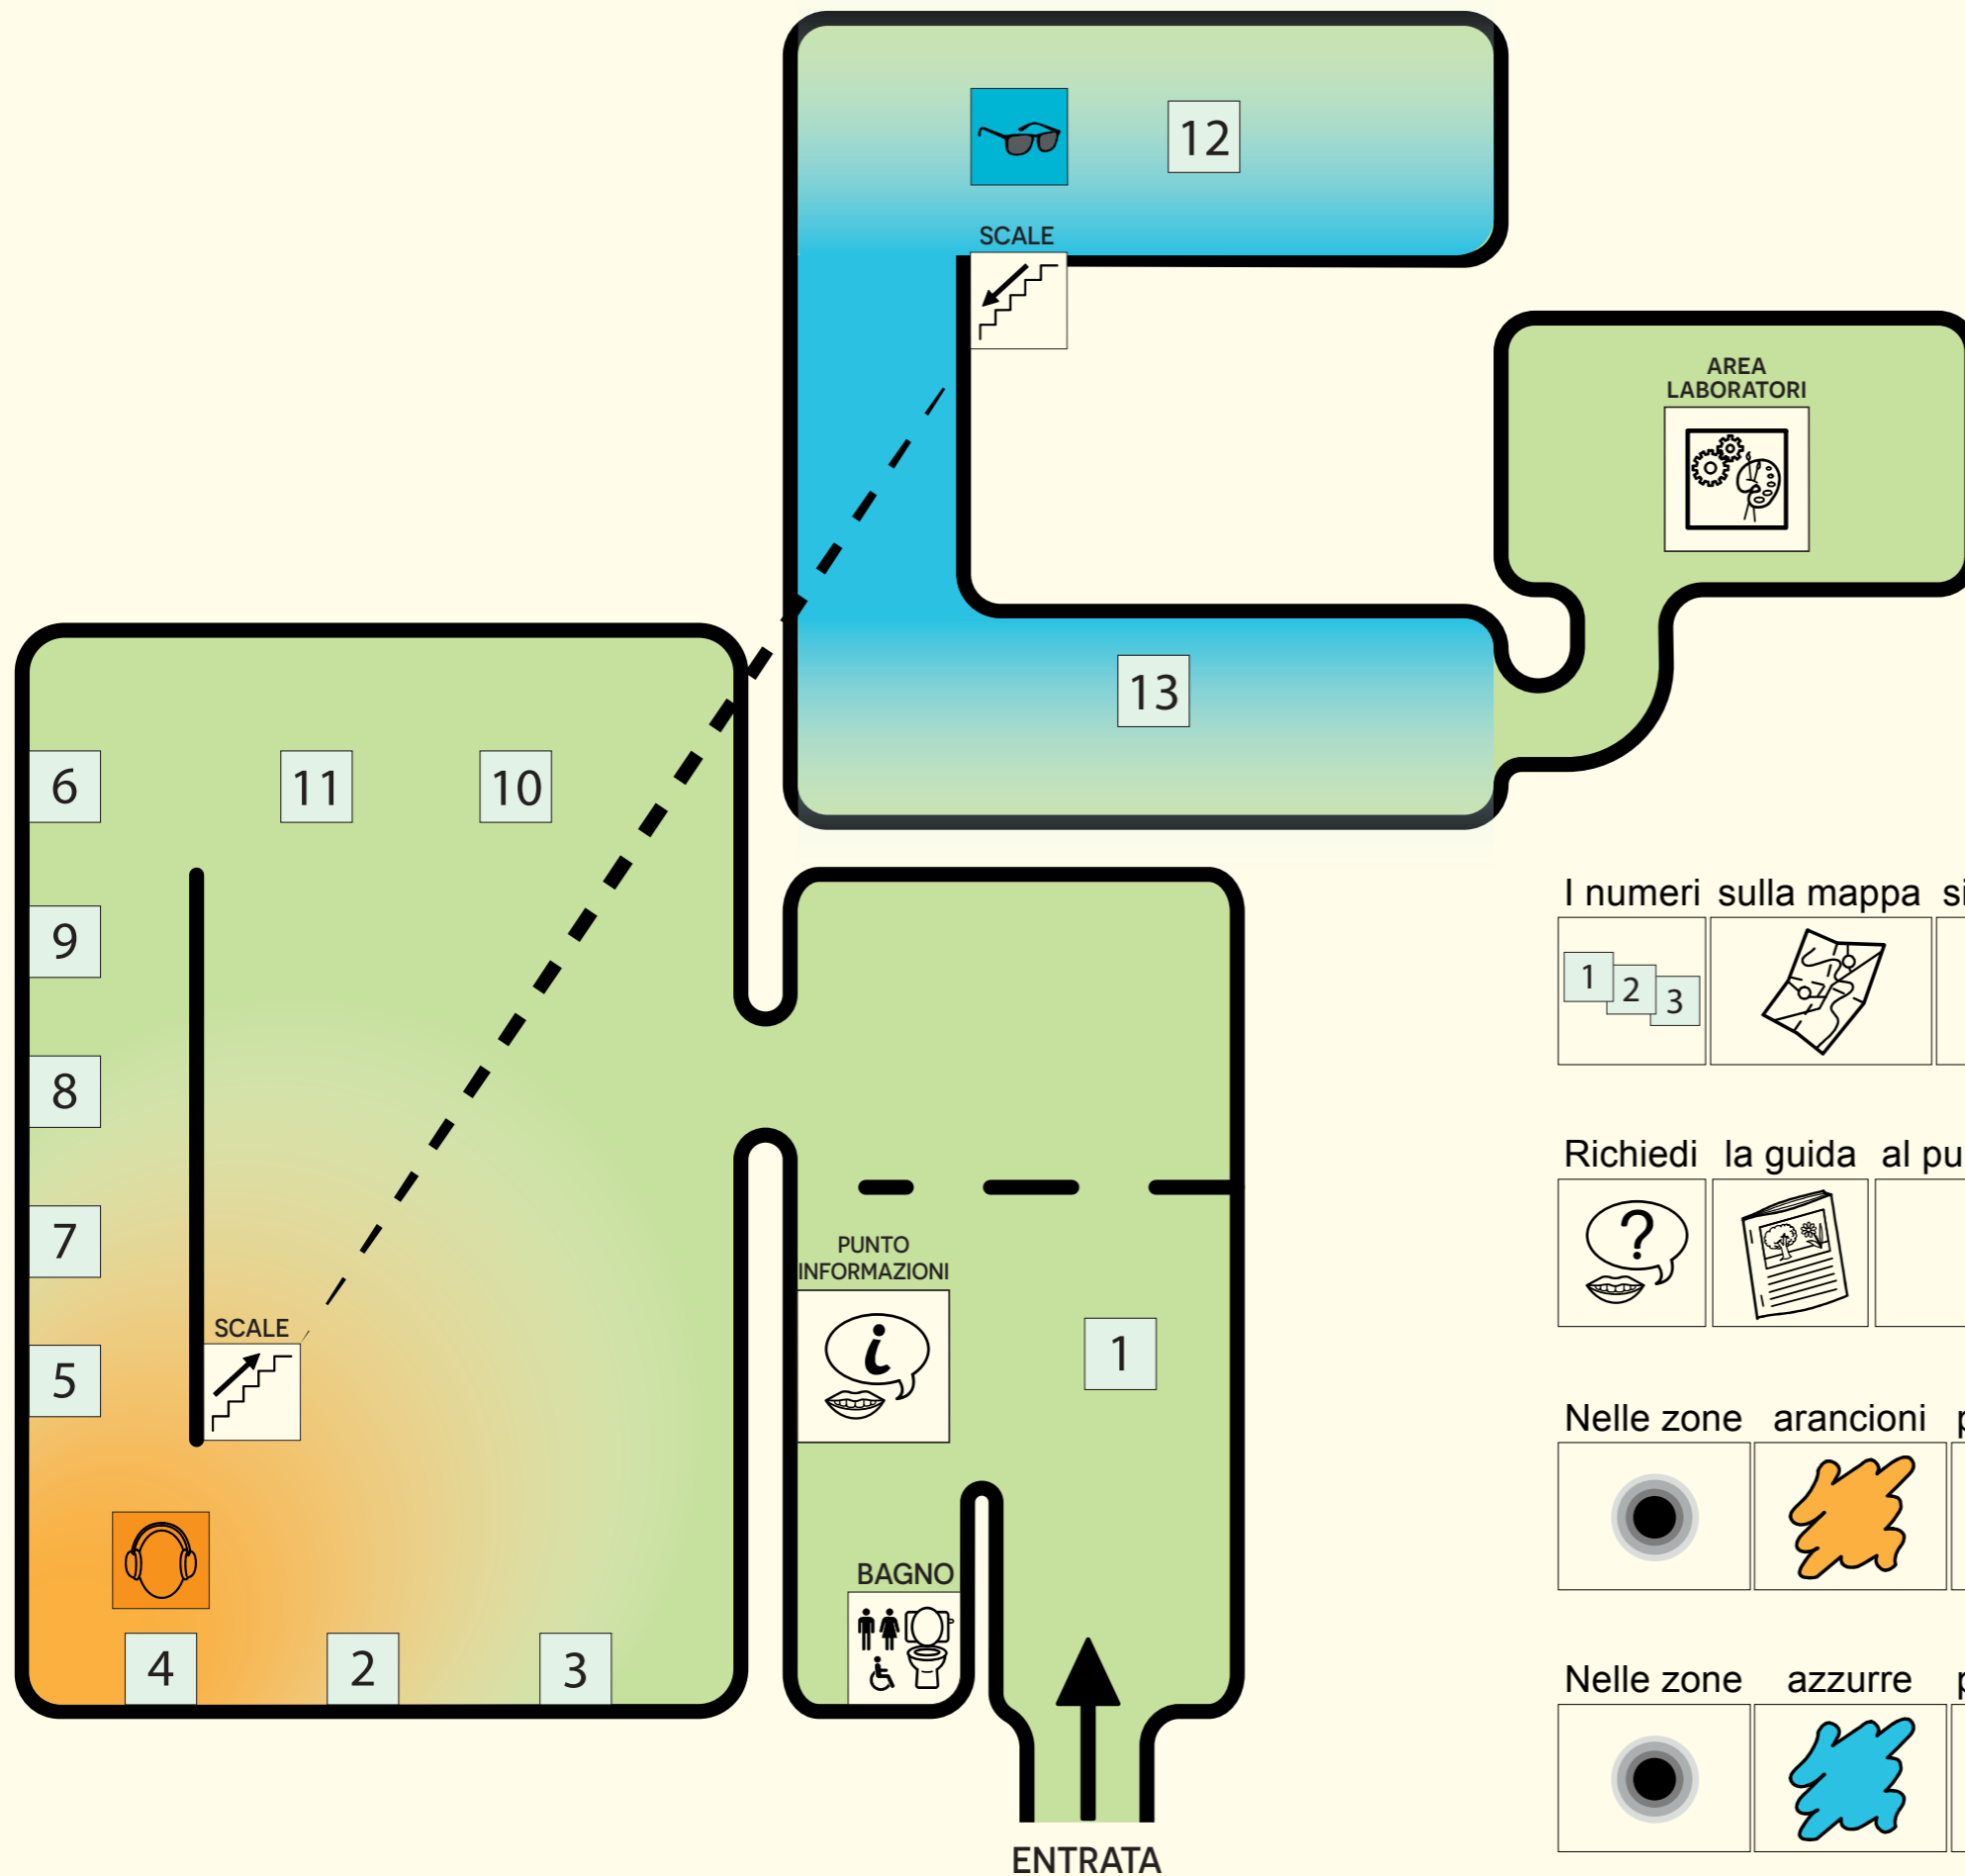 12
SCALE
AREA
LABORATORI
13
6
11
10
9
8
7
5
SCALE
4
2
3
PUNTO
INFORMAZIONI
i
1
BAGNO
ENTRATA
I numeri sulla mappa
1
2
3
Richiedi la guida al
?
Nelle zone arancioni
Nelle zone azzurre